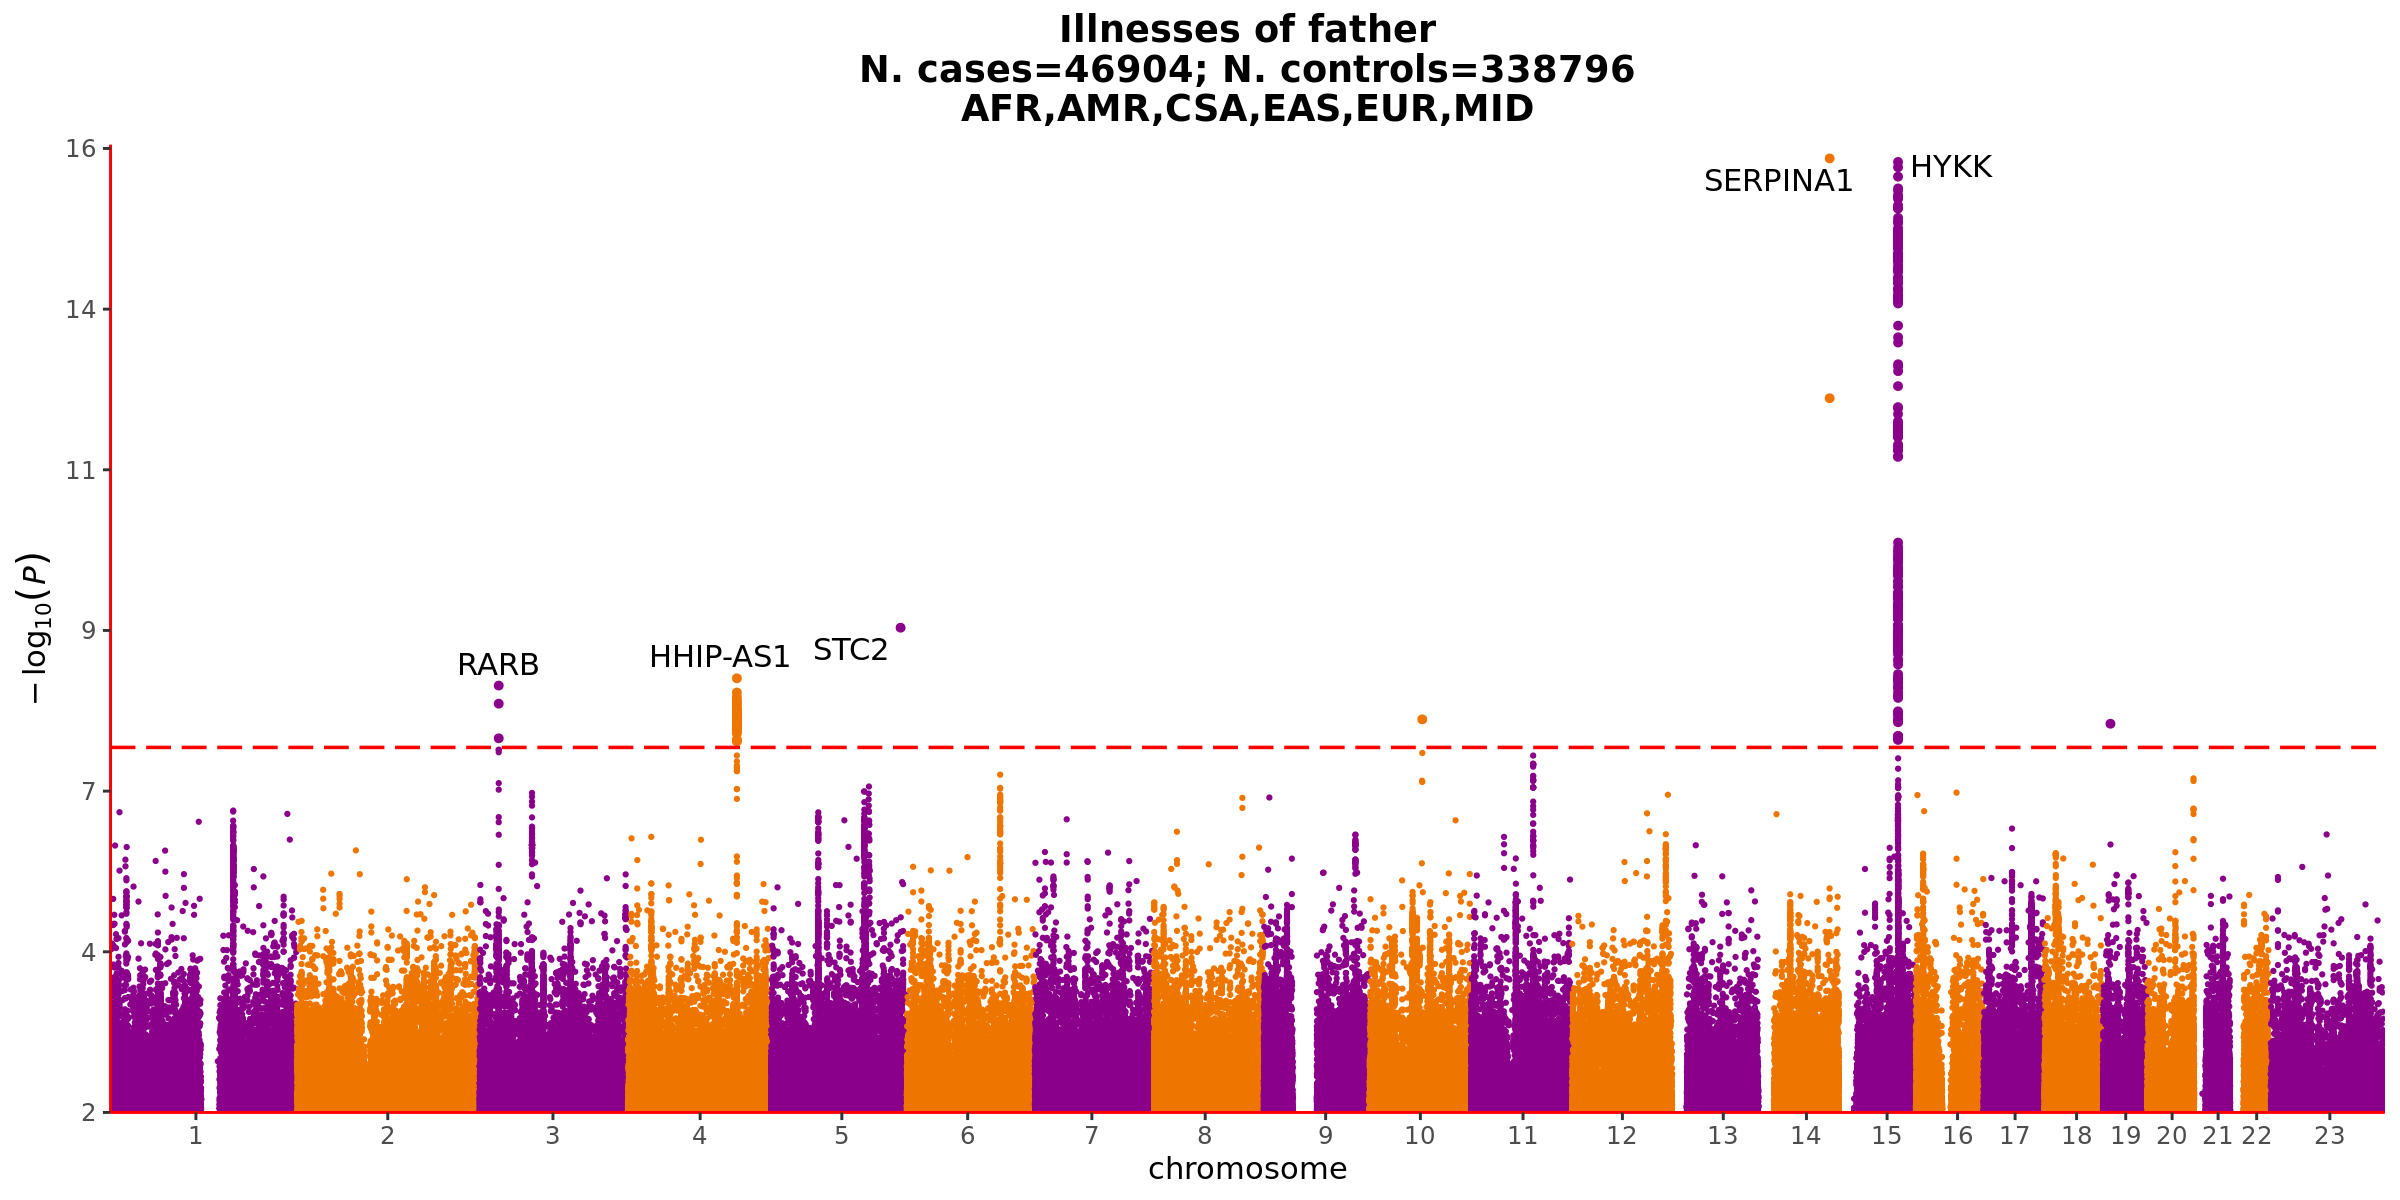 Illnesses of father
N. cases=46904; N. controls=338796
AFR,AMR,CSA,EAS,EUR,MID
16
SERPINA1
HYKK
14
11
−log10(P)
9
RARB
HHIP-AS1
STC2
7
4
2
1 2 3 4 5 6 7 8 9 10 11 12 13 14 15 16 17 18 19 20 21 22 23
chromosome